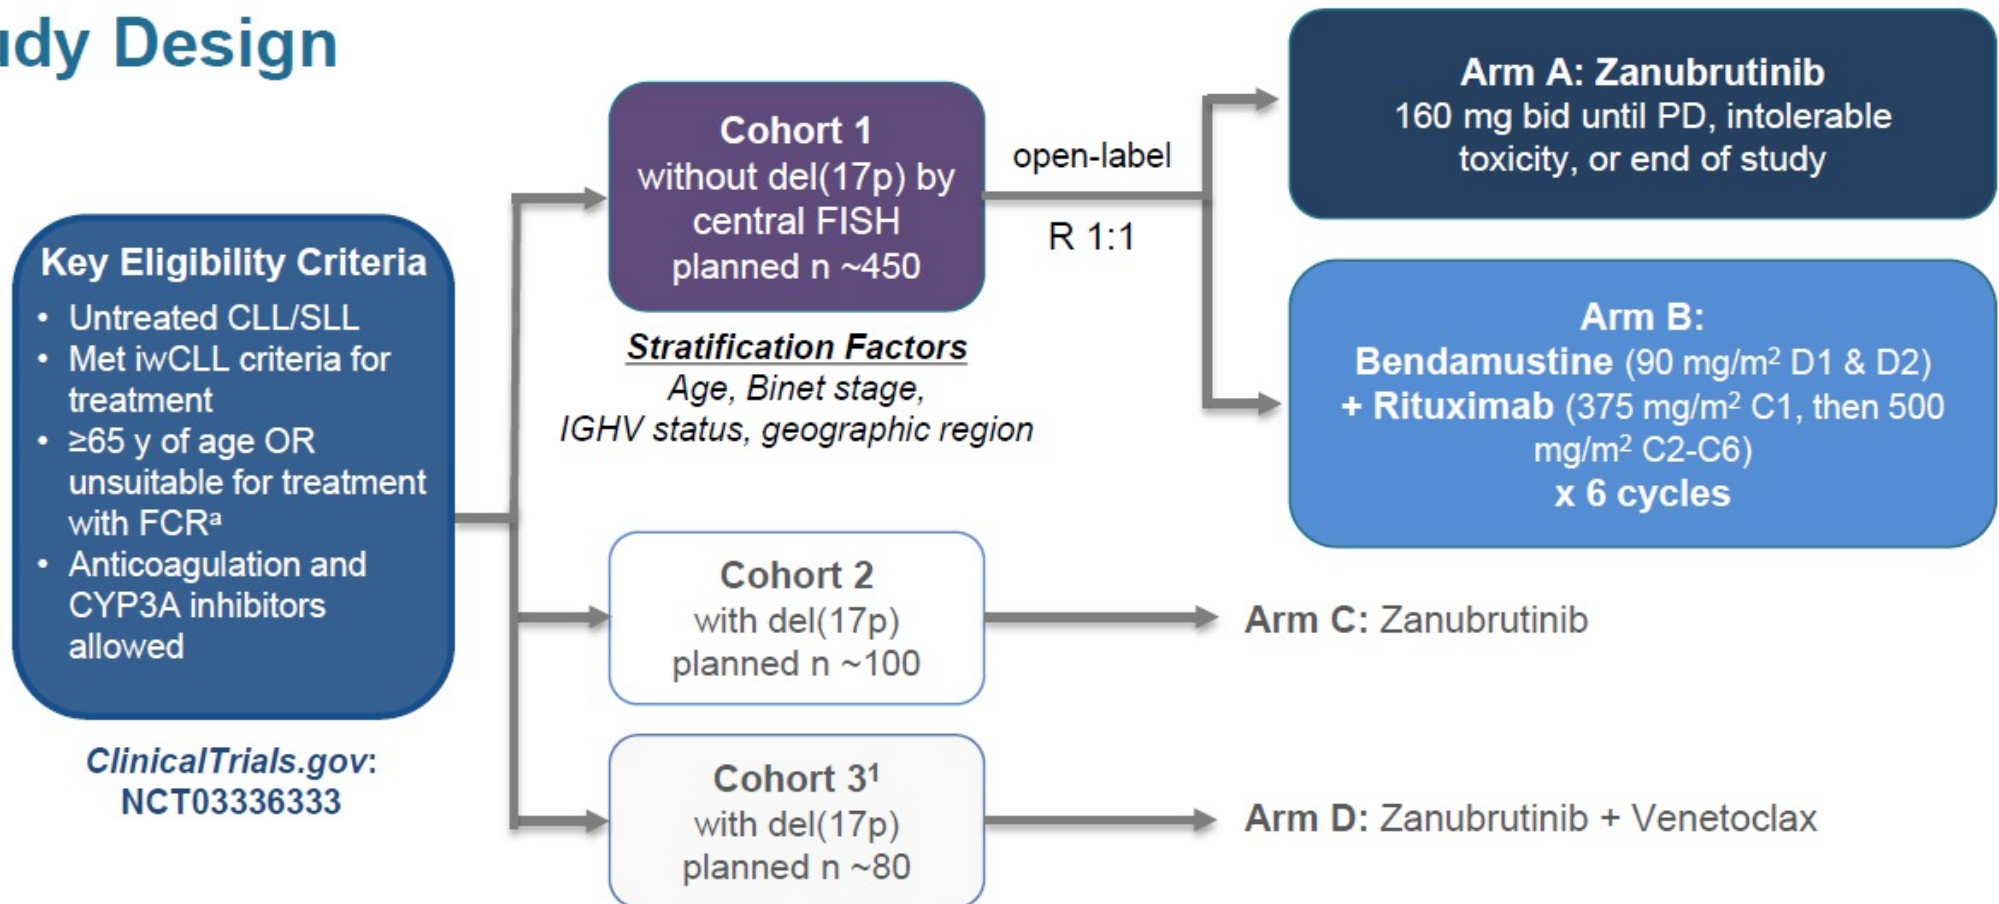 udy Design
Key Eligibility Criteria
• Untreated CLL/SLL
• Met iwCLL criteria for
treatment
• ≥65 y of age OR
unsuitable for treatment
with FCRᵃ
• Anticoagulation and
CYP3A inhibitors
allowed
ClinicalTrials.gov:
NCT03336333
Cohort 1
without del(17p) by
central FISH
planned n ~450
Stratification Factors
Age, Binet stage,
IGHV status, geographic region
open-label
R 1:1
Arm A: Zanubrutinib
160 mg bid until PD, intolerable
toxicity, or end of study
Arm B:
Bendamustine (90 mg/m² D1 & D2)
+ Rituximab (375 mg/m² C1, then 500
mg/m² C2-C6)
x 6 cycles
Cohort 2
with del(17p)
planned n ~100
Arm C: Zanubrutinib
Cohort 3¹
with del(17p)
planned n ~80
Arm D: Zanubrutinib + Venetoclax